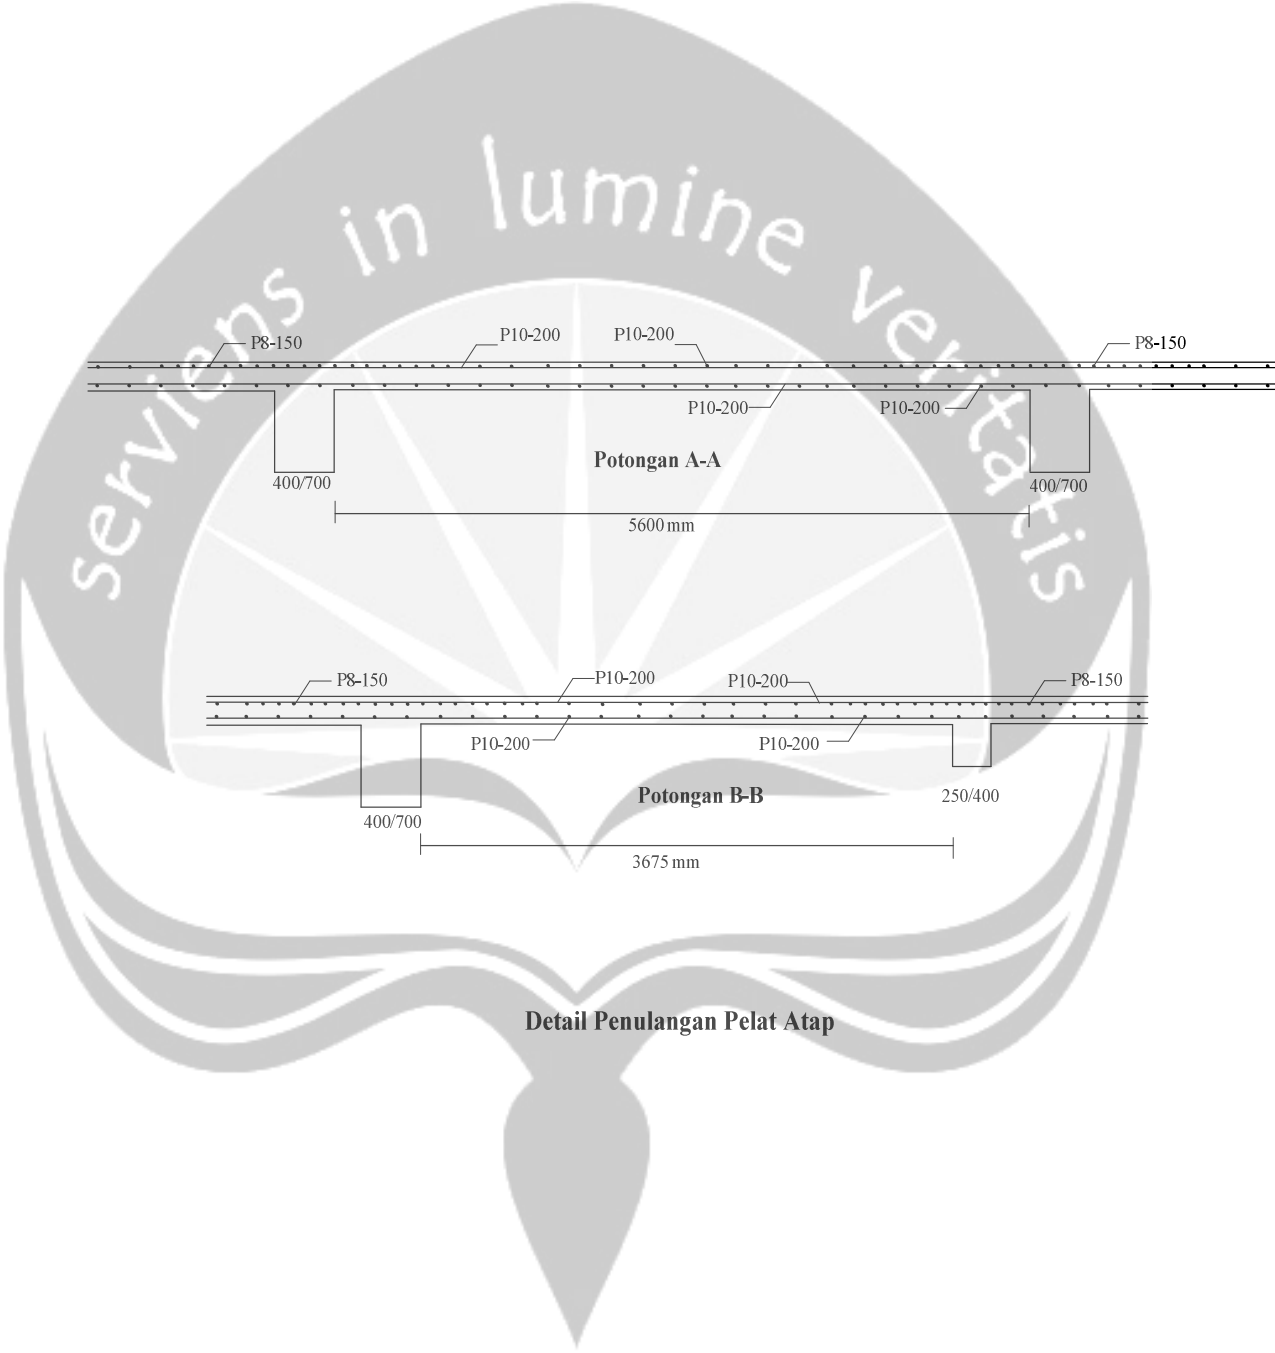 serviens in lumine veritatis
P8-150
P10-200
P10-200
P8-150
P10-200
P10-200
Potongan A-A
400/700
400/700
5600 mm
P8-150
P10-200
P10-200
P8-150
P10-200
P10-200
Potongan B-B
250/400
400/700
3675 mm
Detail Penulangan Pelat Atap